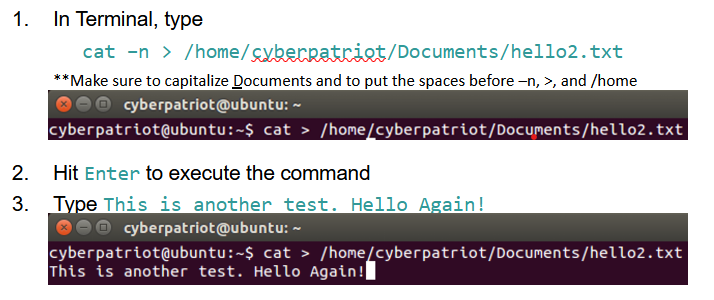 1. In Terminal, type
cat –n > /home/cyberpatriot/Documents/hello2.txt
**Make sure to capitalize Documents and to put the spaces before –n, >, and /home
cyberpatriot@ubuntu: ~
cyberpatriot@ubuntu:~$ cat > /home/cyberpatriot/Documents/hello2.txt
2. Hit Enter to execute the command
3. Type This is another test. Hello Again!
cyberpatriot@ubuntu: ~
cyberpatriot@ubuntu:~$ cat > /home/cyberpatriot/Documents/hello2.txt
This is another test. Hello Again!